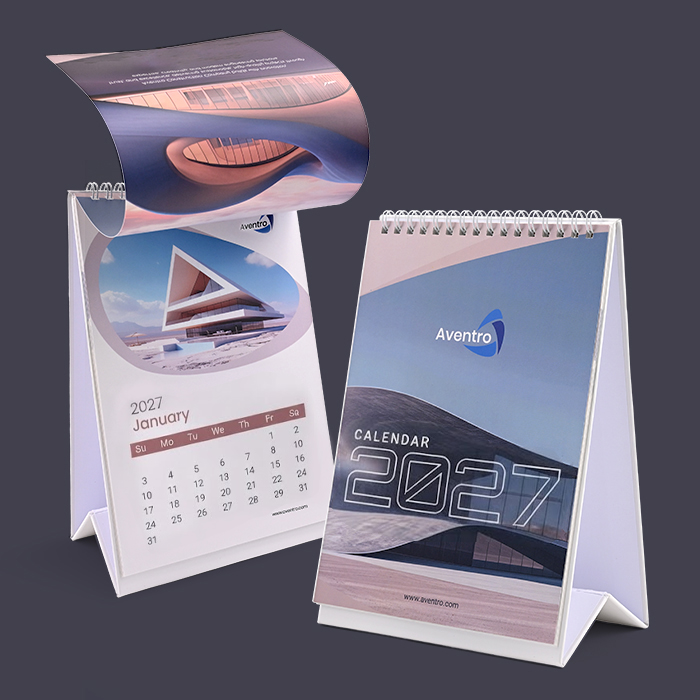 Aventro
2027
January
Su Mo Tu We Th Fr Sa
1 2
3 4 5 6 7 8 9
10 11 12 13 14 15 16
17 18 19 20 21 22 24
24 25 26 27 28 29 31
31
www.aventro.com
Aventro
CALENDAR
2027
www.aventro.com